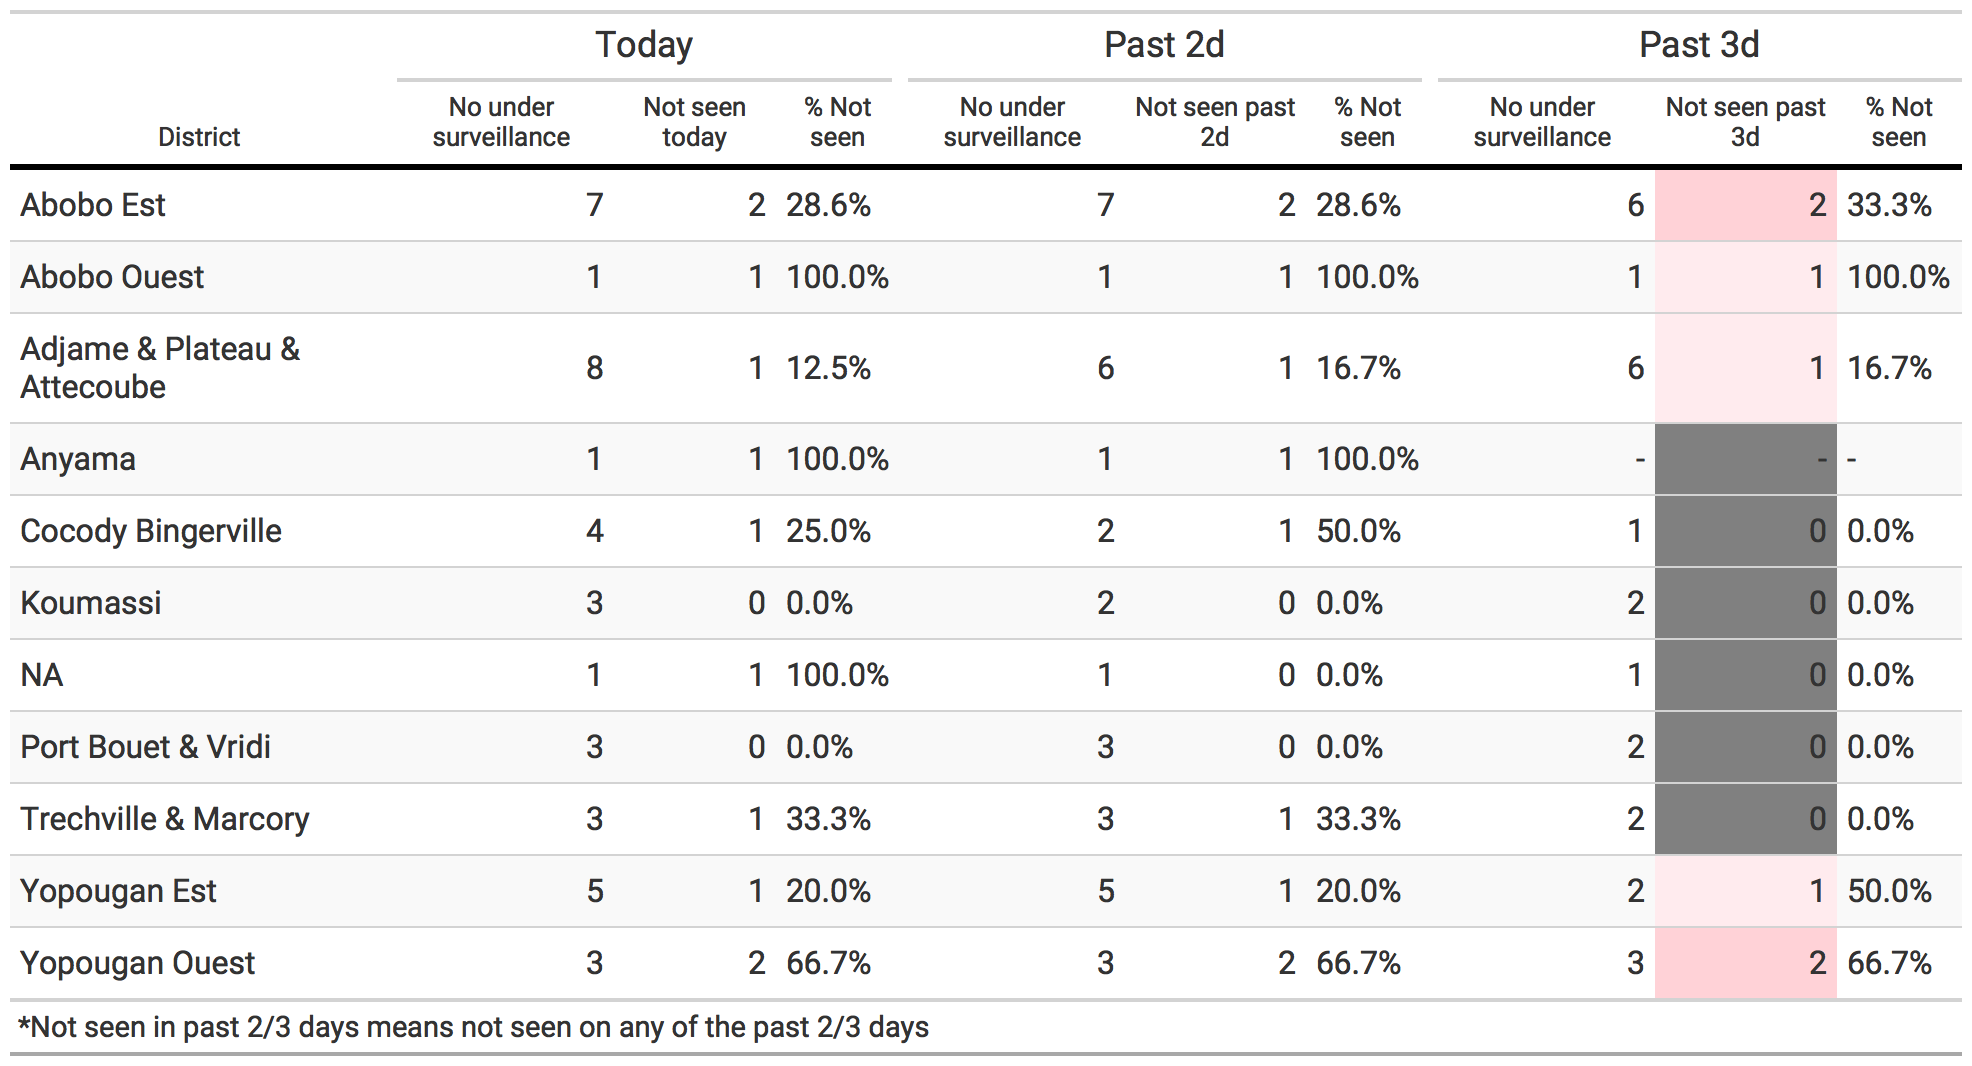 Today Past 2d Past 3d
District No under surveillance Not seen today % Not seen No under surveillance Not seen past 2d % Not seen No under surveillance Not seen past 3d % Not seen
Abobo Est 7 2 28.6% 7 2 28.6% 6 2 33.3%
Abobo Ouest 1 1 100.0% 1 1 100.0% 1 1 100.0%
Adjame & Plateau & Attecoube 8 1 12.5% 6 1 16.7% 6 1 16.7%
Anyama 1 1 100.0% 1 1 100.0% - - -
Cocody Bingerville 4 1 25.0% 2 1 50.0% 1 0 0.0%
Koumassi 3 0 0.0% 2 0 0.0% 2 0 0.0%
NA 1 1 100.0% 1 0 0.0% 1 0 0.0%
Port Bouet & Vridi 3 0 0.0% 3 0 0.0% 2 0 0.0%
Trechville & Marcory 3 1 33.3% 3 1 33.3% 2 0 0.0%
Yopougan Est 5 1 20.0% 5 1 20.0% 2 1 50.0%
Yopougan Ouest 3 2 66.7% 3 2 66.7% 3 2 66.7%
*Not seen in past 2/3 days means not seen on any of the past 2/3 days